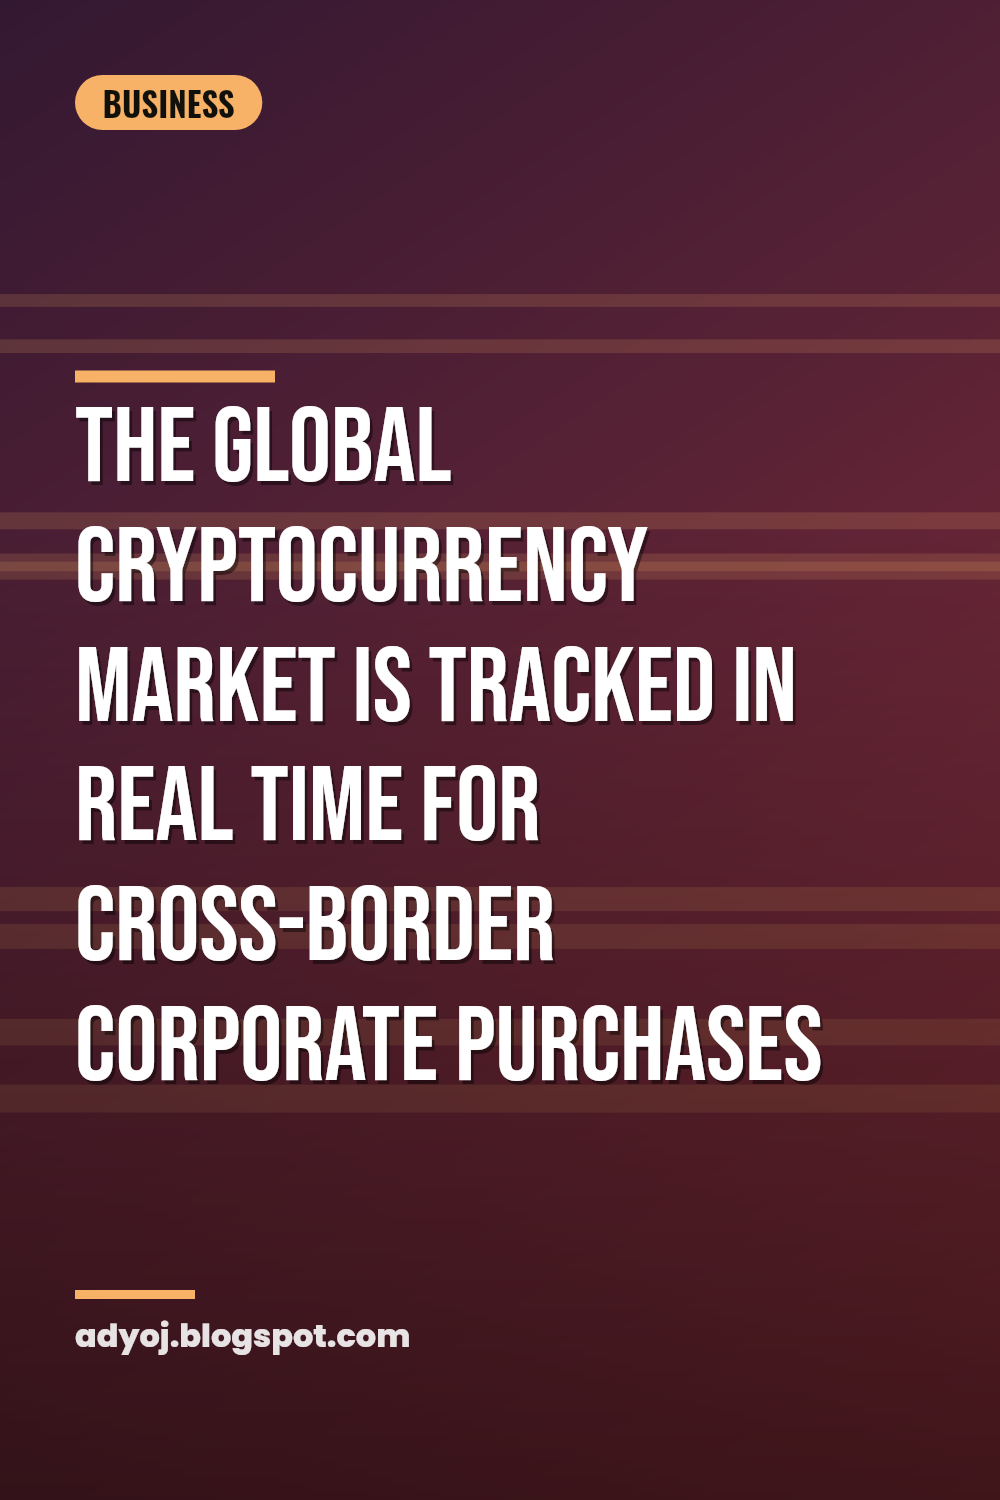 BUSINESS
THE GLOBAL
CRYPTOCURRENCY
MARKET IS TRACKED IN
REAL TIME FOR
CROSS-BORDER
CORPORATE PURCHASES
adyoj.blogspot.com